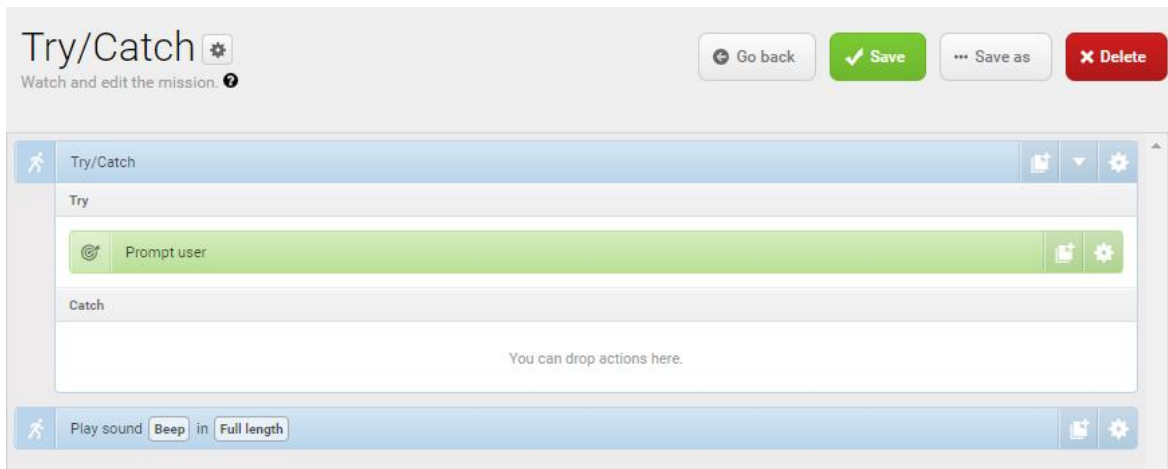 Try/Catch
Watch and edit the mission. ?
Go back
Save
Save as
Delete
Try/Catch
Try
Prompt user
Catch
You can drop actions here.
Play sound Beep in Full length